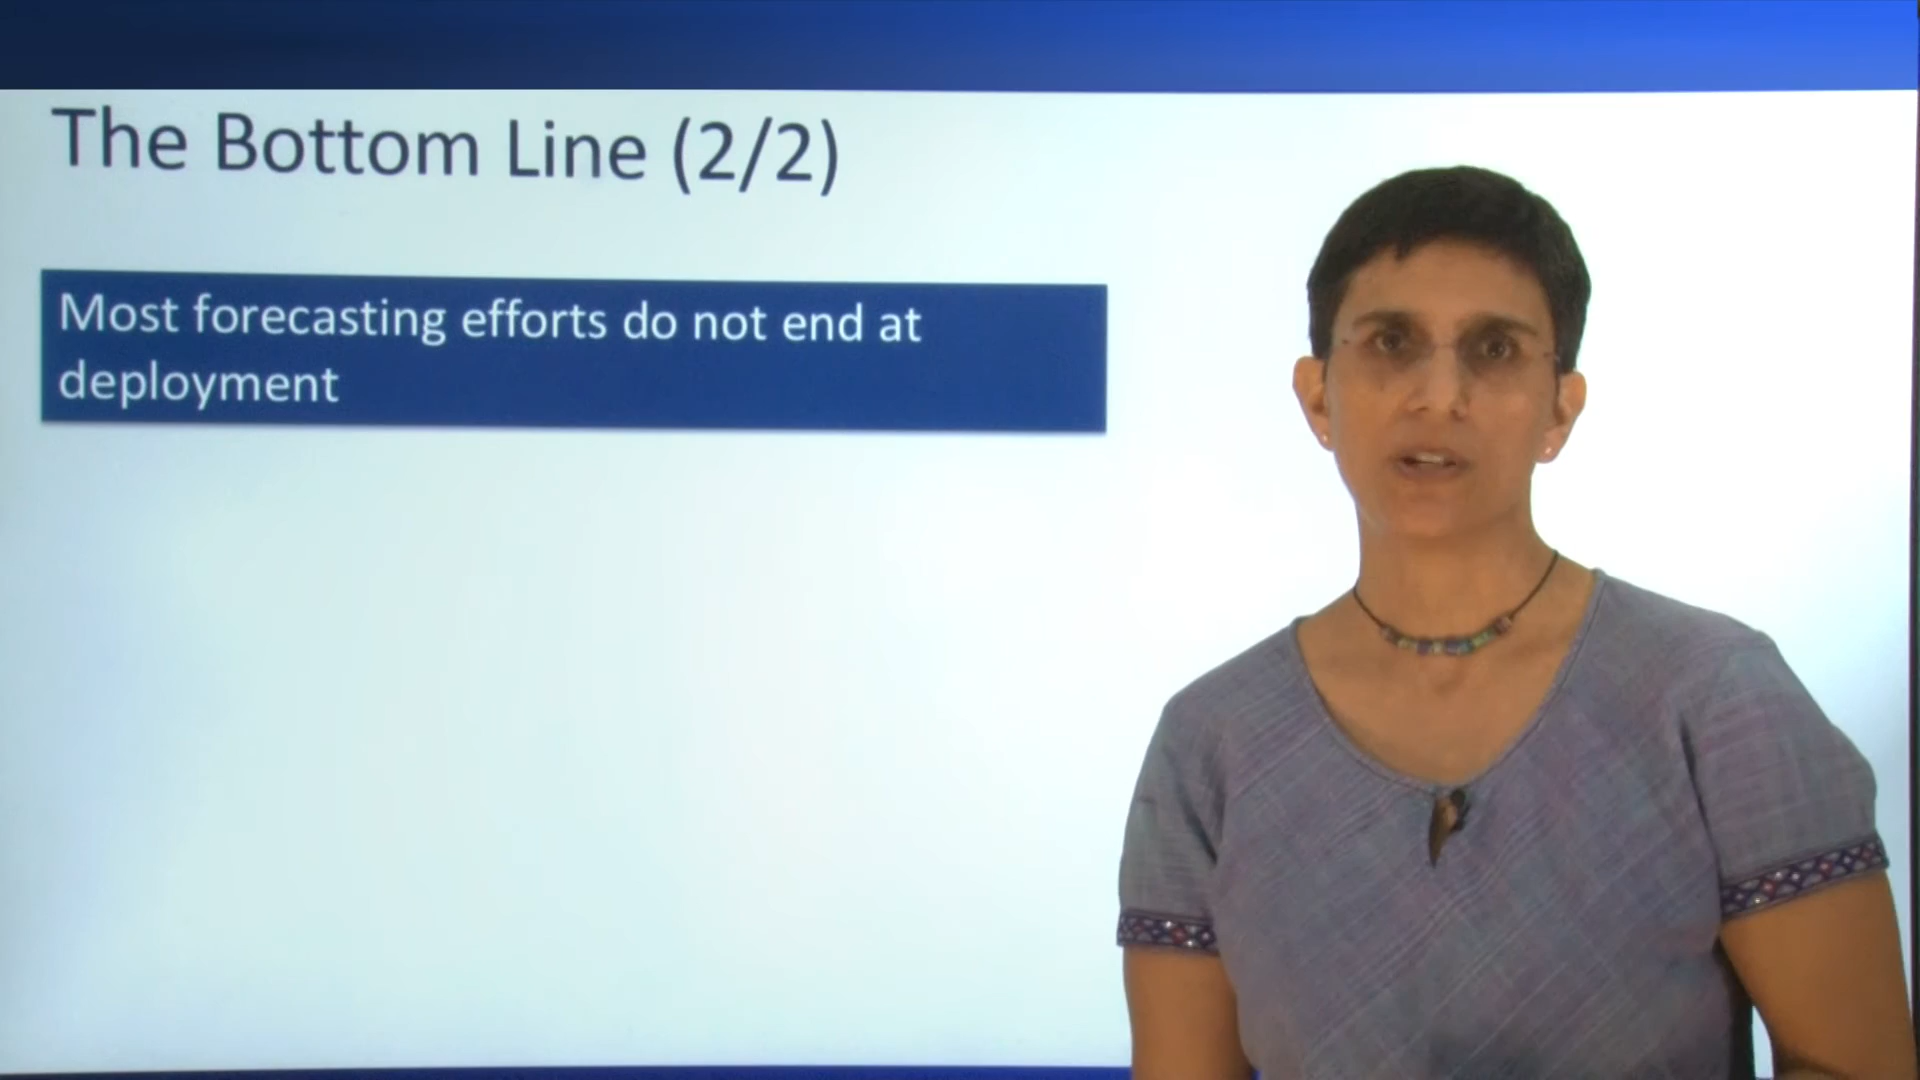 The Bottom Line (2/2)
Most forecasting efforts do not end at
deployment